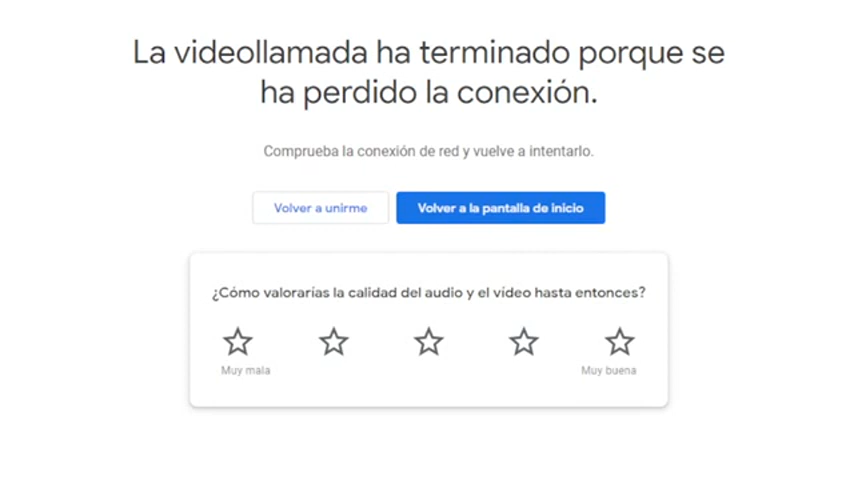 La videollamada ha terminado porque se
ha perdido la conexión.
Comprueba la conexión de red y vuelve a intentarlo.
Volver a unirme
Volver a la pantalla de inicio
¿Cómo valorarías la calidad del audio y el vídeo hasta entonces?
Muy mala
Muy buena